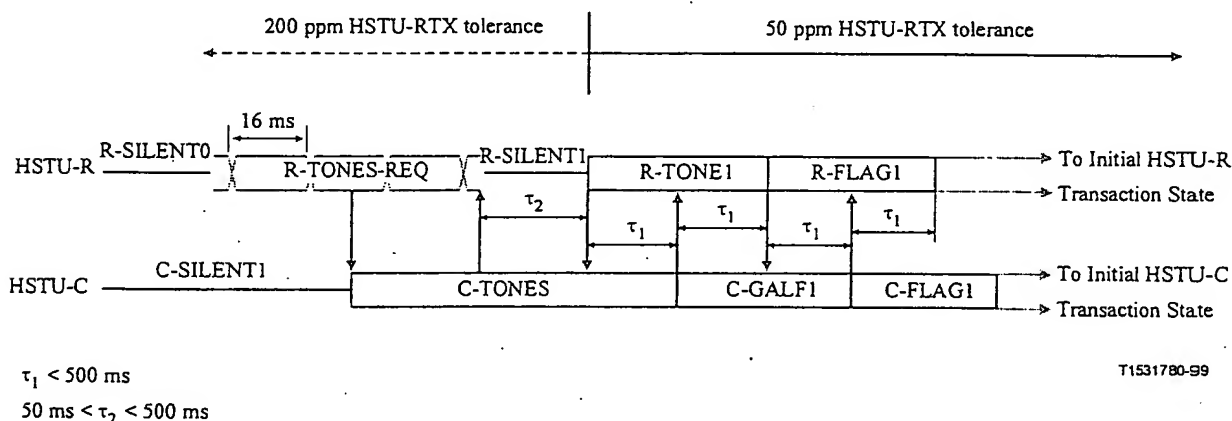 200 ppm HSTU-RTX tolerance
50 ppm HSTU-RTX tolerance
16 ms
R-SILENT0
R-TONES-REQ
R-SILENT1
R-TONE1
R-FLAG1
To Initial HSTU-R
HSTU-R
Transaction State
τ2
τ1
τ1
τ1
τ1
C-SILENT1
HSTU-C
C-TONES
C-GALF1
C-FLAG1
To Initial HSTU-C
Transaction State
T1531780-99
τ1 < 500 ms
50 ms < τ2 < 500 ms